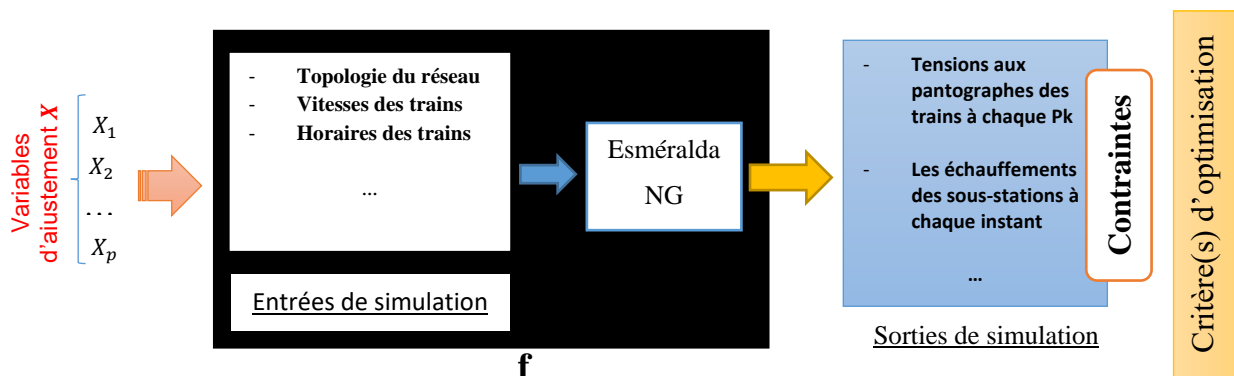 Variables
d'aiustement X
X1
X2
...
Xp
- Topologie du réseau
- Vitesses des trains
- Horaires des trains
...
Entrées de simulation
Esméralda
NG
f
- Tensions aux
pantographes des
trains à chaque Pk
- Les échauffements
des sous-stations à
chaque instant
...
Sorties de simulation
Contraintes
Critère(s) d'optimisation